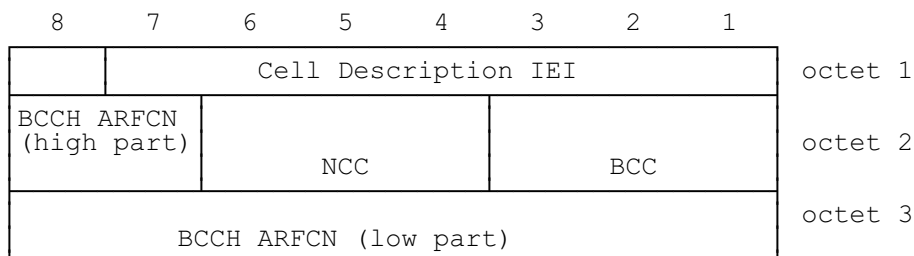 8 7 6 5 4 3 2 1
Cell Description IEI octet 1
BCCH ARFCN
(high part) octet 2
NCC BCC
octet 3
BCCH ARFCN (low part)